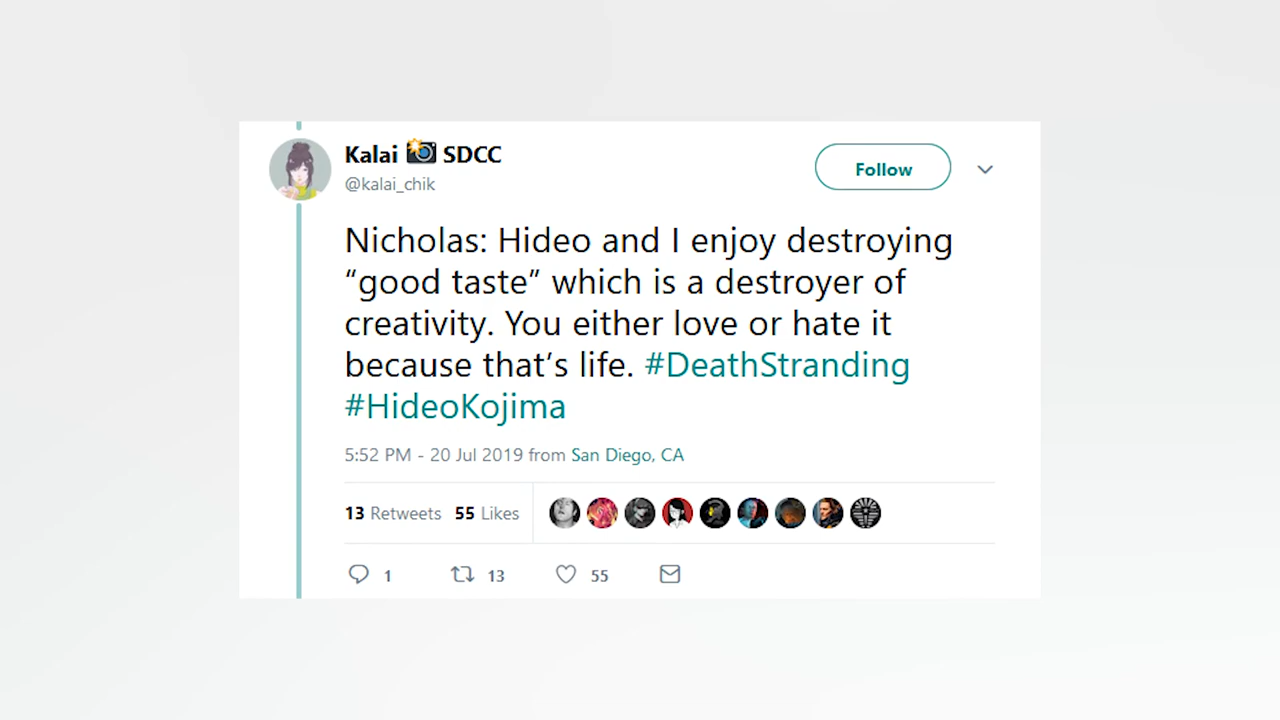 Kalai 📸 SDCC
@kalai_chik
Follow
Nicholas: Hideo and I enjoy destroying
“good taste” which is a destroyer of
creativity. You either love or hate it
because that’s life. #DeathStranding
#HideoKojima
5:52 PM - 20 Jul 2019 from San Diego, CA
13 Retweets 55 Likes
1 13 55